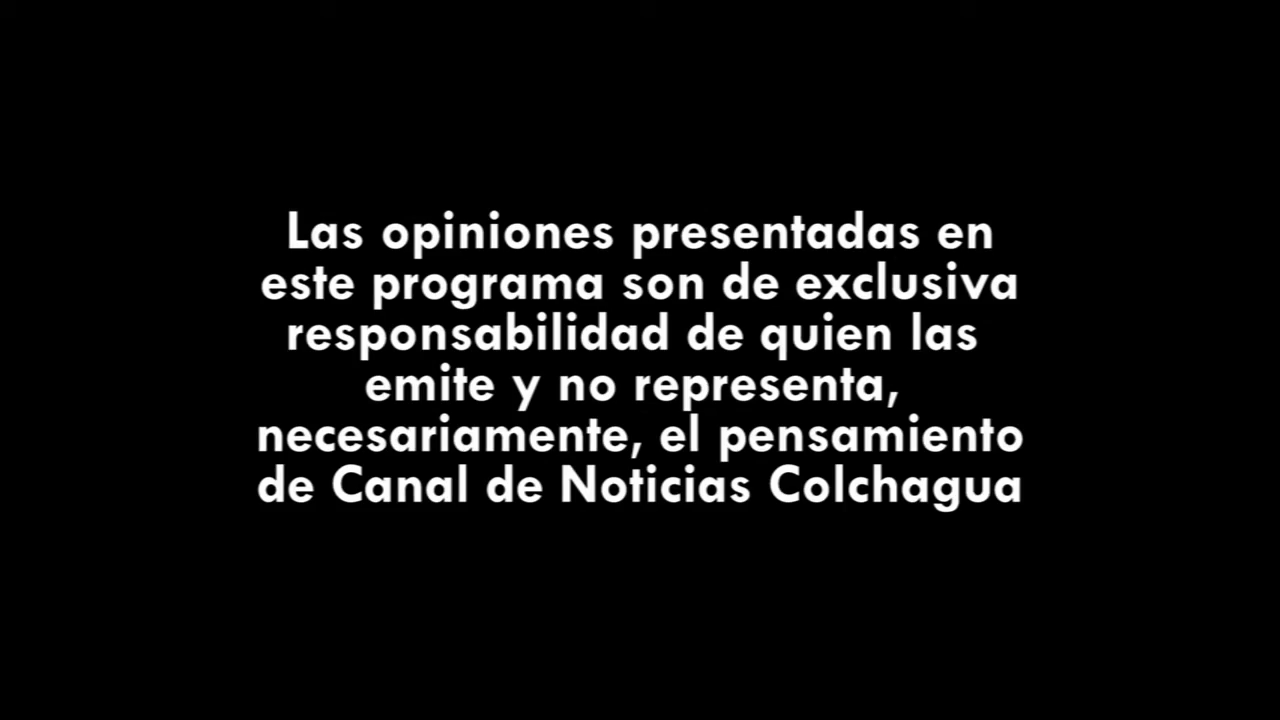 Las opiniones presentadas en
este programa son de exclusiva
responsabilidad de quien las
emite y no representa,
necesariamente, el pensamiento
de Canal de Noticias Colchagua